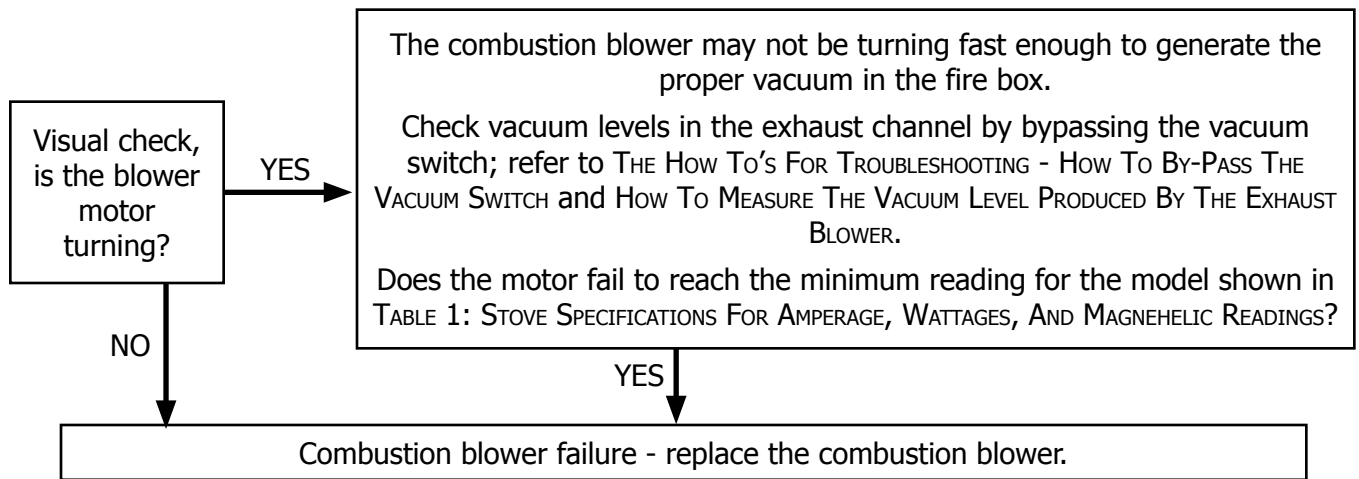 Visual check,
is the blower
motor
turning?
YES
The combustion blower may not be turning fast enough to generate the
proper vacuum in the fire box.
Check vacuum levels in the exhaust channel by bypassing the vacuum
switch; refer to THE HOW TO'S FOR TROUBLESHOOTING - HOW TO BY-PASS THE
VACUUM SWITCH and HOW TO MEASURE THE VACUUM LEVEL PRODUCED BY THE EXHAUST
BLOWER.
Does the motor fail to reach the minimum reading for the model shown in
TABLE 1: STOVE SPECIFICATIONS FOR AMPERAGE, WATTAGES, AND MAGNEHELIC READINGS?
NO
YES
Combustion blower failure - replace the combustion blower.